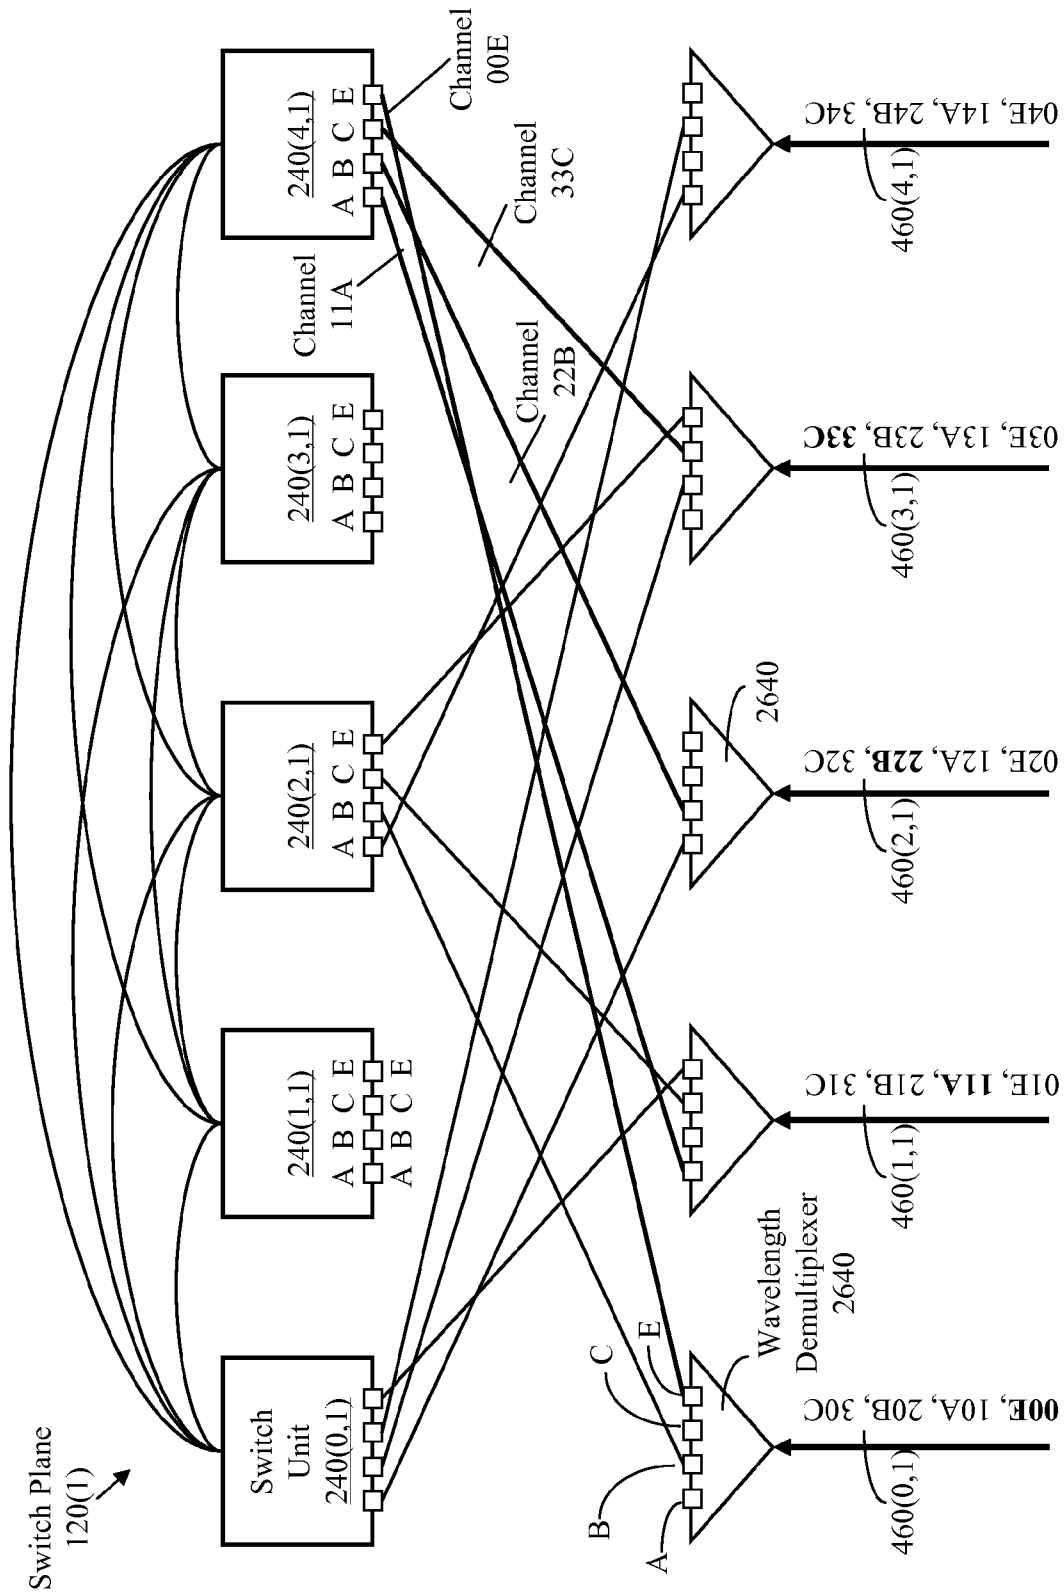 Switch Plane
120(1)
Switch
Unit
240(0,1)
240(1,1)
A B C E
A B C E
240(2,1)
A B C E
240(3,1)
A B C E
240(4,1)
A B C E
Channel
00E
Channel
33C
Channel
11A
Channel
22B
A
B
C
E
Wavelength
Demultiplexer
2640
2640
460(0,1)
00E, 10A, 20B, 30C
460(1,1)
01E, 11A, 21B, 31C
460(2,1)
02E, 12A, 22B, 32C
460(3,1)
03E, 13A, 23B, 33C
460(4,1)
04E, 14A, 24B, 34C